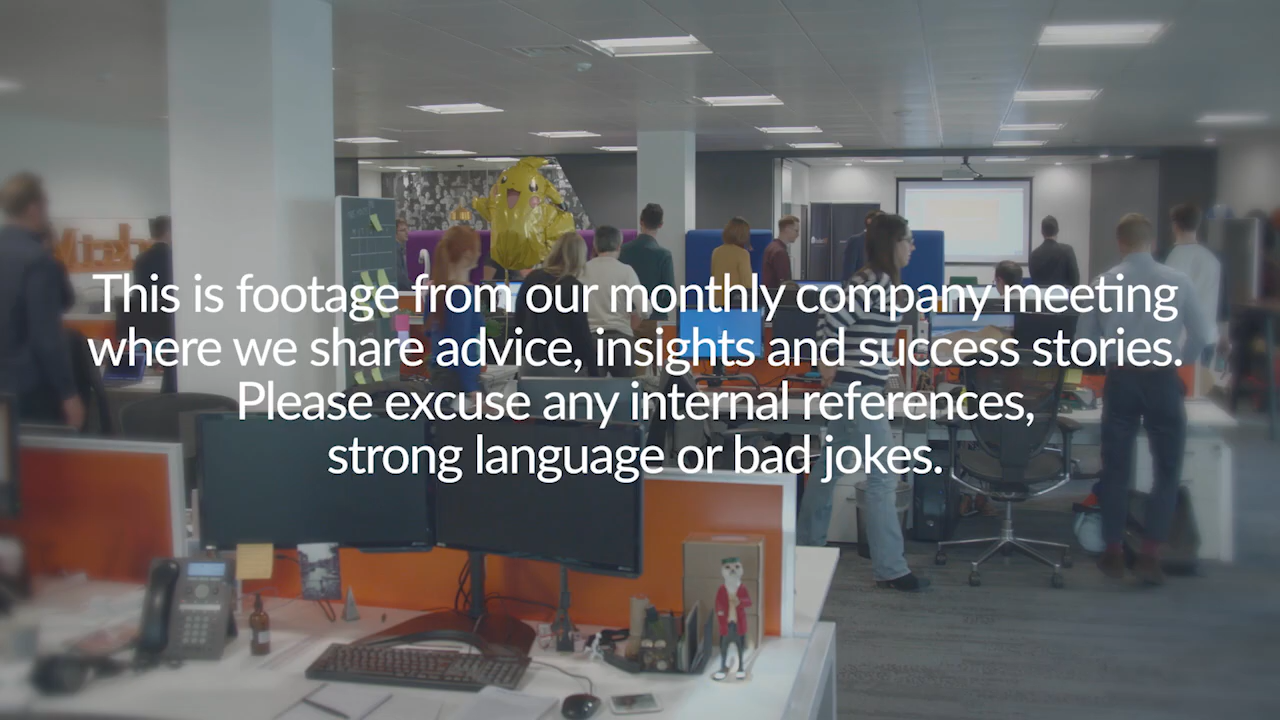 This is footage from our monthly company meeting
where we share advice, insights and success stories.
Please excuse any internal references,
strong language or bad jokes.